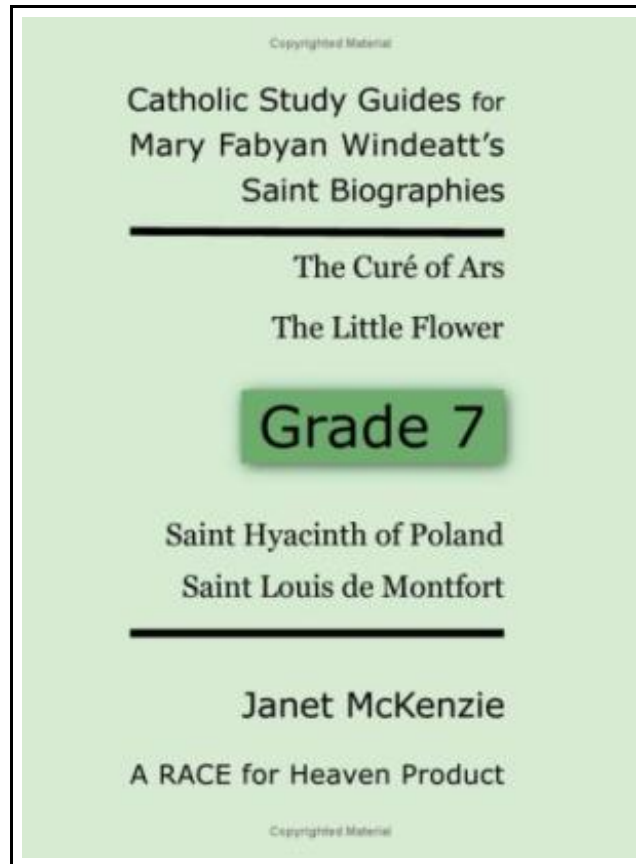 Copyrighted Material
Catholic Study Guides for
Mary Fabyan Windeatt's
Saint Biographies
The Curé of Ars
The Little Flower
Grade 7
Saint Hyacinth of Poland
Saint Louis de Montfort
Janet McKenzie
A RACE for Heaven Product
Copyrighted Material